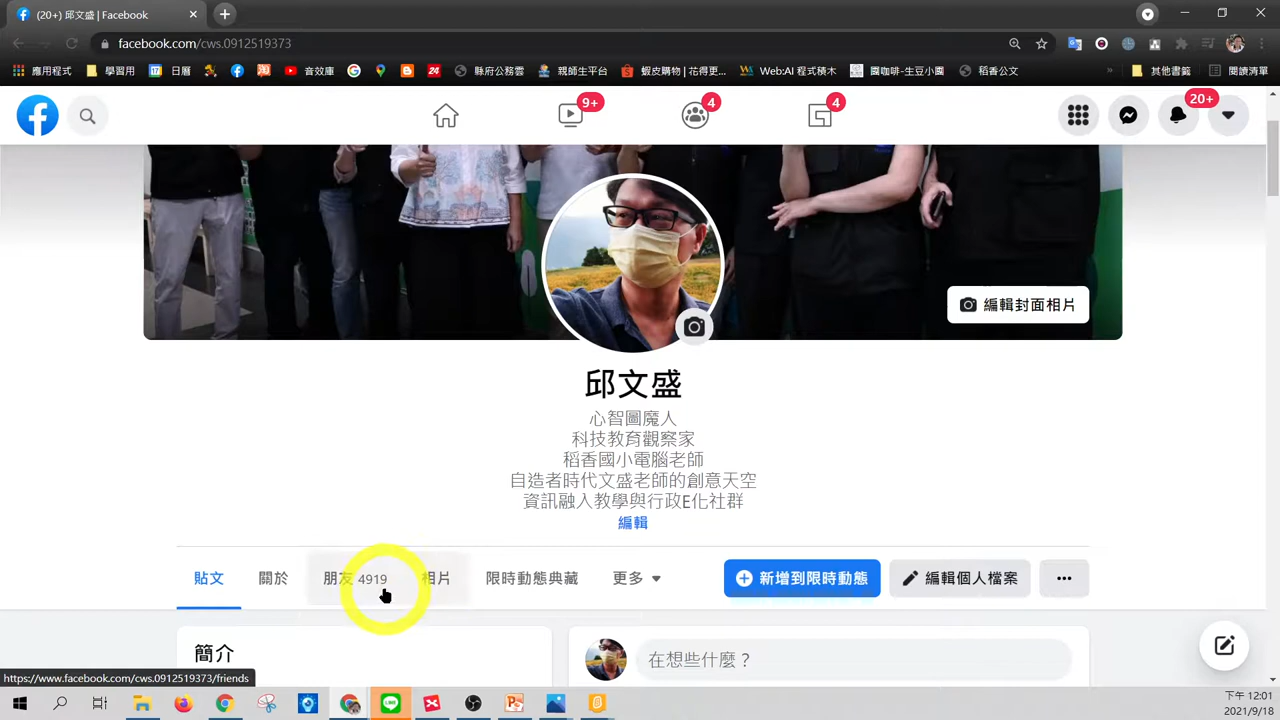 (20+) 邱文盛 | Facebook
facebook.com/cws.0912519373
應用程式 學習用 日曆 音效庫 縣府公務雲 親師生平台 蝦皮購物 | 花得更... Web:AI 程式積木 國咖啡-生豆小園 稻香公文 » 其他書籤 閱讀清單
9+ 4 4 20+
編輯封面相片
邱文盛
心智圖魔人
科技教育觀察家
稻香國小電腦老師
自造者時代文盛老師的創意天空
資訊融入教學與行政E化社群
編輯
貼文 關於 朋友 4919 相片 限時動態典藏 更多 新增到限時動態 編輯個人檔案
簡介
在想些什麼？
https://www.facebook.com/cws.0912519373/friends
LINE
下午 12:01
2021/9/18